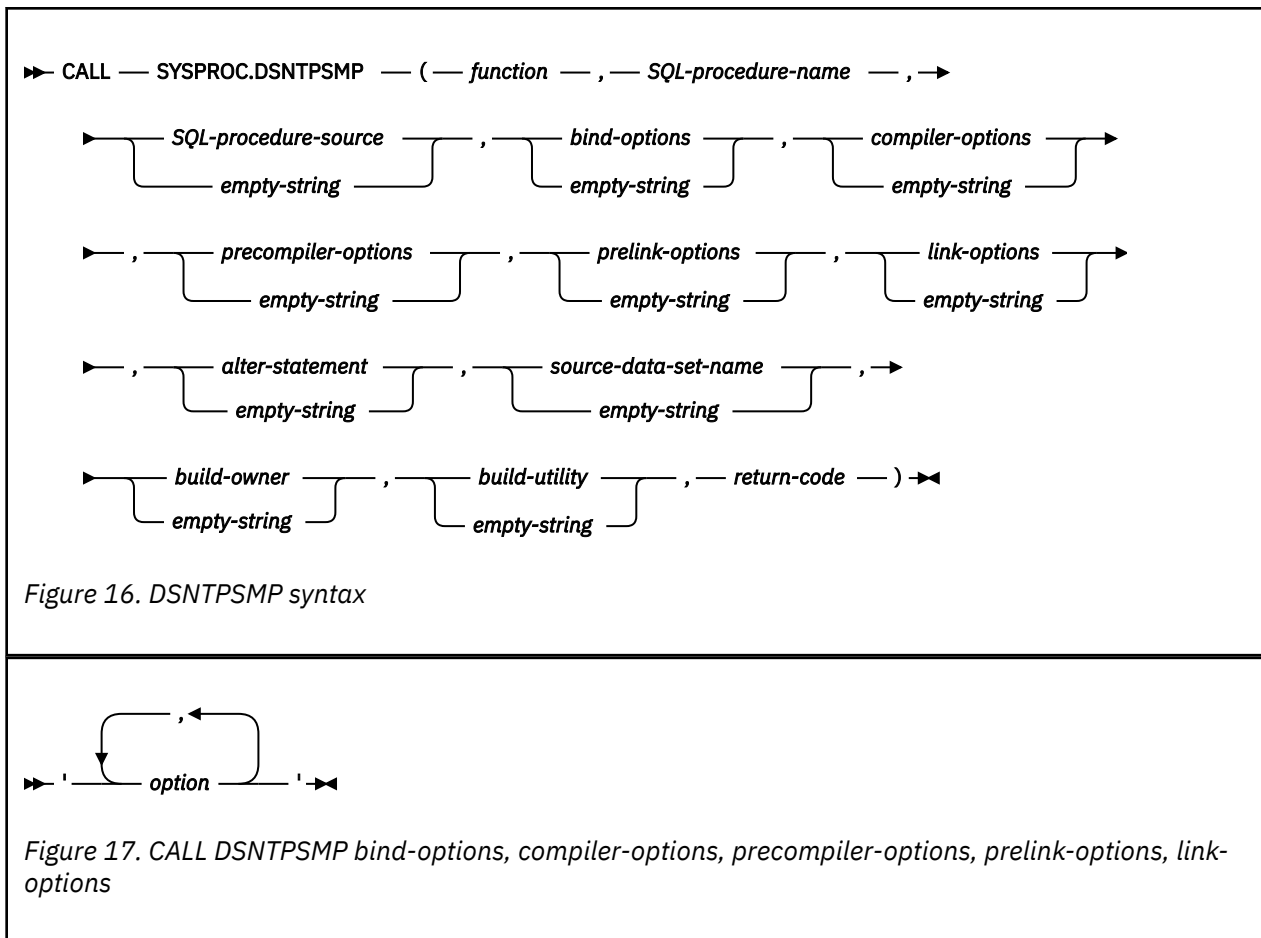 CALL SYSPROC.DSNTPSMP ( function , SQL-procedure-name ,
SQL-procedure-source , bind-options , compiler-options
empty-string empty-string empty-string
, precompiler-options , prelink-options , link-options
empty-string empty-string empty-string
, alter-statement , source-data-set-name ,
empty-string empty-string
build-owner , build-utility , return-code )
empty-string empty-string
Figure 16. DSNTPSMP syntax
,
' option '
Figure 17. CALL DSNTPSMP bind-options, compiler-options, precompiler-options, prelink-options, link-
options